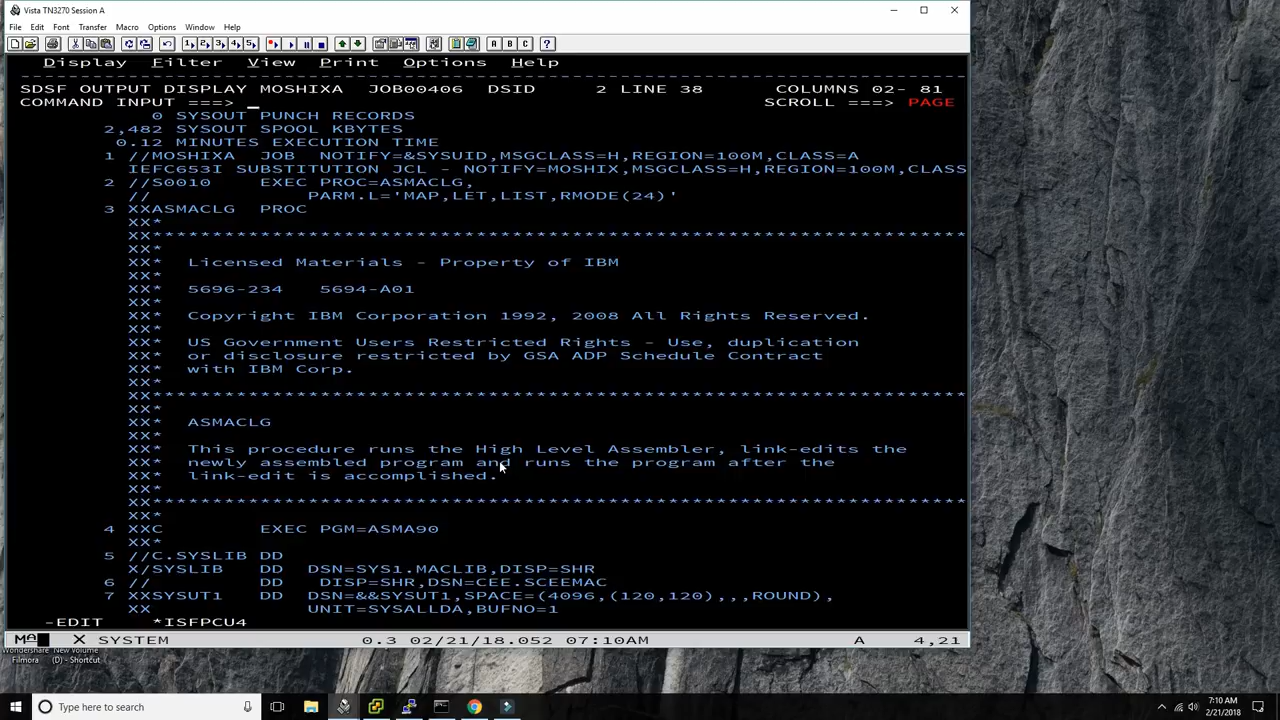 Vista TN3270 Session A
File Edit Font Transfer Macro Options Window Help
1 2 3 4 5 A B C ?
Display Filter View Print Options Help
-------------------------------------------------------------------------------
SDSF OUTPUT DISPLAY MOSHIXA JOB00406 DSID 2 LINE 38 COLUMNS 02- 81
COMMAND INPUT ===> _ SCROLL ===> PAGE
0 SYSOUT PUNCH RECORDS
2,482 SYSOUT SPOOL KBYTES
0.12 MINUTES EXECUTION TIME
1 //MOSHIXA JOB NOTIFY=&SYSUID,MSGCLASS=H,REGION=100M,CLASS=A
IEFC653I SUBSTITUTION JCL - NOTIFY=MOSHIX,MSGCLASS=H,REGION=100M,CLASS
2 //S0010 EXEC PROC=ASMACLG,
// PARM.L='MAP,LET,LIST,RMODE(24)'
3 XXASMACLG PROC
XX*
XX*********************************************************************
XX*
XX* Licensed Materials - Property of IBM
XX*
XX* 5696-234 5694-A01
XX*
XX* Copyright IBM Corporation 1992, 2008 All Rights Reserved.
XX*
XX* US Government Users Restricted Rights - Use, duplication
XX* or disclosure restricted by GSA ADP Schedule Contract
XX* with IBM Corp.
XX*
XX*********************************************************************
XX*
XX* ASMACLG
XX*
XX* This procedure runs the High Level Assembler, link-edits the
XX* newly assembled program and runs the program after the
XX* link-edit is accomplished.
XX*
XX*********************************************************************
XX*
4 XXC EXEC PGM=ASMA90
XX*
5 //C.SYSLIB DD
X/SYSLIB DD DSN=SYS1.MACLIB,DISP=SHR
6 // DD DISP=SHR,DSN=CEE.SCEEMAC
7 XXSYSUT1 DD DSN=&&SYSUT1,SPACE=(4096,(120,120),,,ROUND),
XX UNIT=SYSALLDA,BUFNO=1
-EDIT *ISFPCU4
MA X SYSTEM 0.3 02/21/18.052 07:10AM A 4,21
Wondershare Filmora
New Volume (D) - Shortcut
Type here to search
7:10 AM
2/21/2018